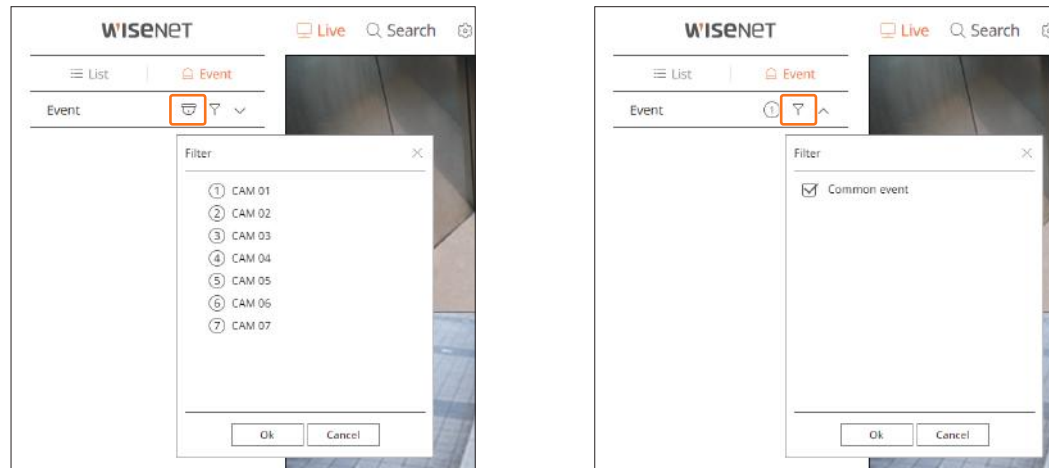 WISENET
Live
Search
List
Event
Event
Filter
1 CAM 01
2 CAM 02
3 CAM 03
4 CAM 04
5 CAM 05
6 CAM 06
7 CAM 07
Ok
Cancel
WISENET
Live
Search
List
Event
Event
1
Filter
Common event
Ok
Cancel